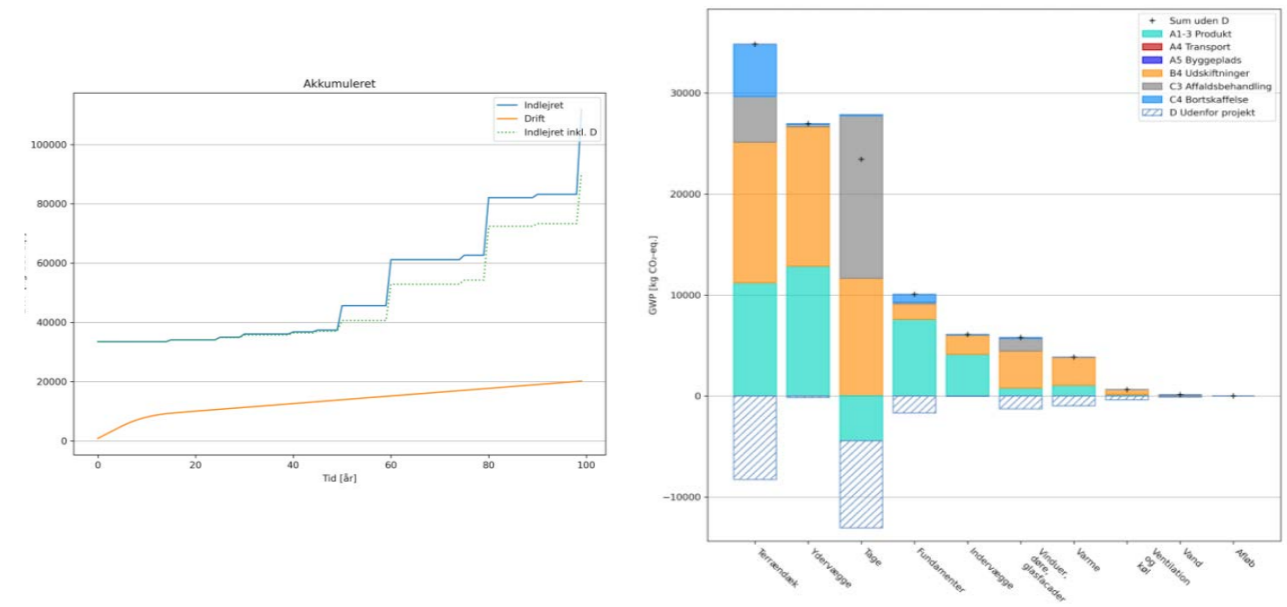 Akkumuleret
Indlejret
Drift
Indlejret inkl. D
100000
80000
60000
40000
20000
0
0
20
40
60
80
100
Tid [år]
Sum uden D
A1-3 Produkt
A4 Transport
A5 Byggeplads
B4 Udskiftninger
C3 Affaldsbehandling
C4 Bortskaffelse
D Udenfor projekt
GWP [kg CO₂-eq.]
30000
20000
10000
0
−10000
Terrændæk
Ydervægge
Tage
Fundamenter
Indervægge
Vinduer,
døre,
glasfacader
Varme
Ventilation
og
køl
Vand
Afløb